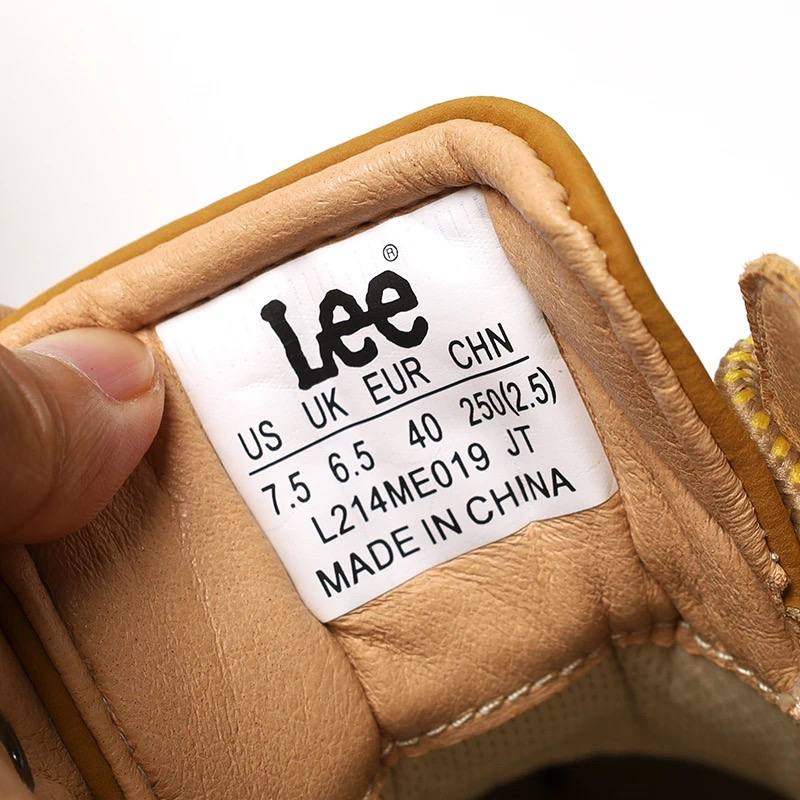 Lee®
US UK EUR CHN
7.5 6.5 40 250(2.5)
L214ME019 JT
MADE IN CHINA